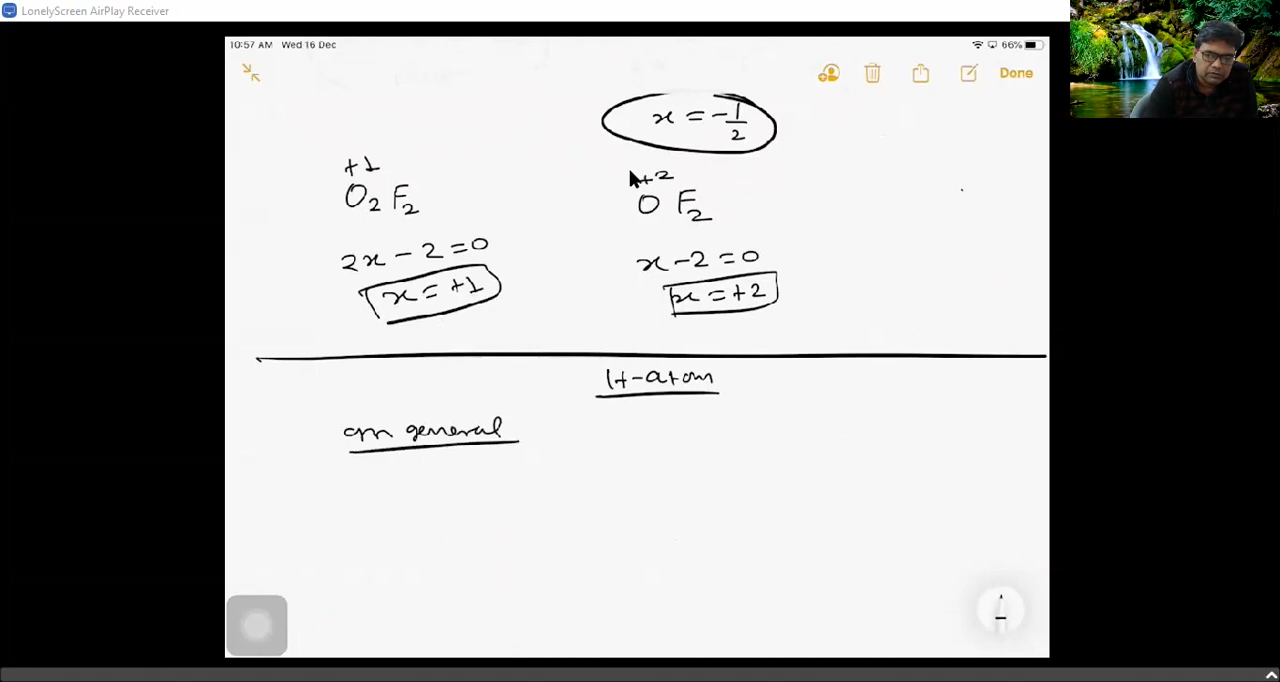 LonelyScreen AirPlay Receiver
10:57 AM Wed 16 Dec
66%
Done
x = -1/2
+1
O₂ F₂
+2
O F₂
2x - 2 = 0
x = +1
x - 2 = 0
x = +2
H-atom
general